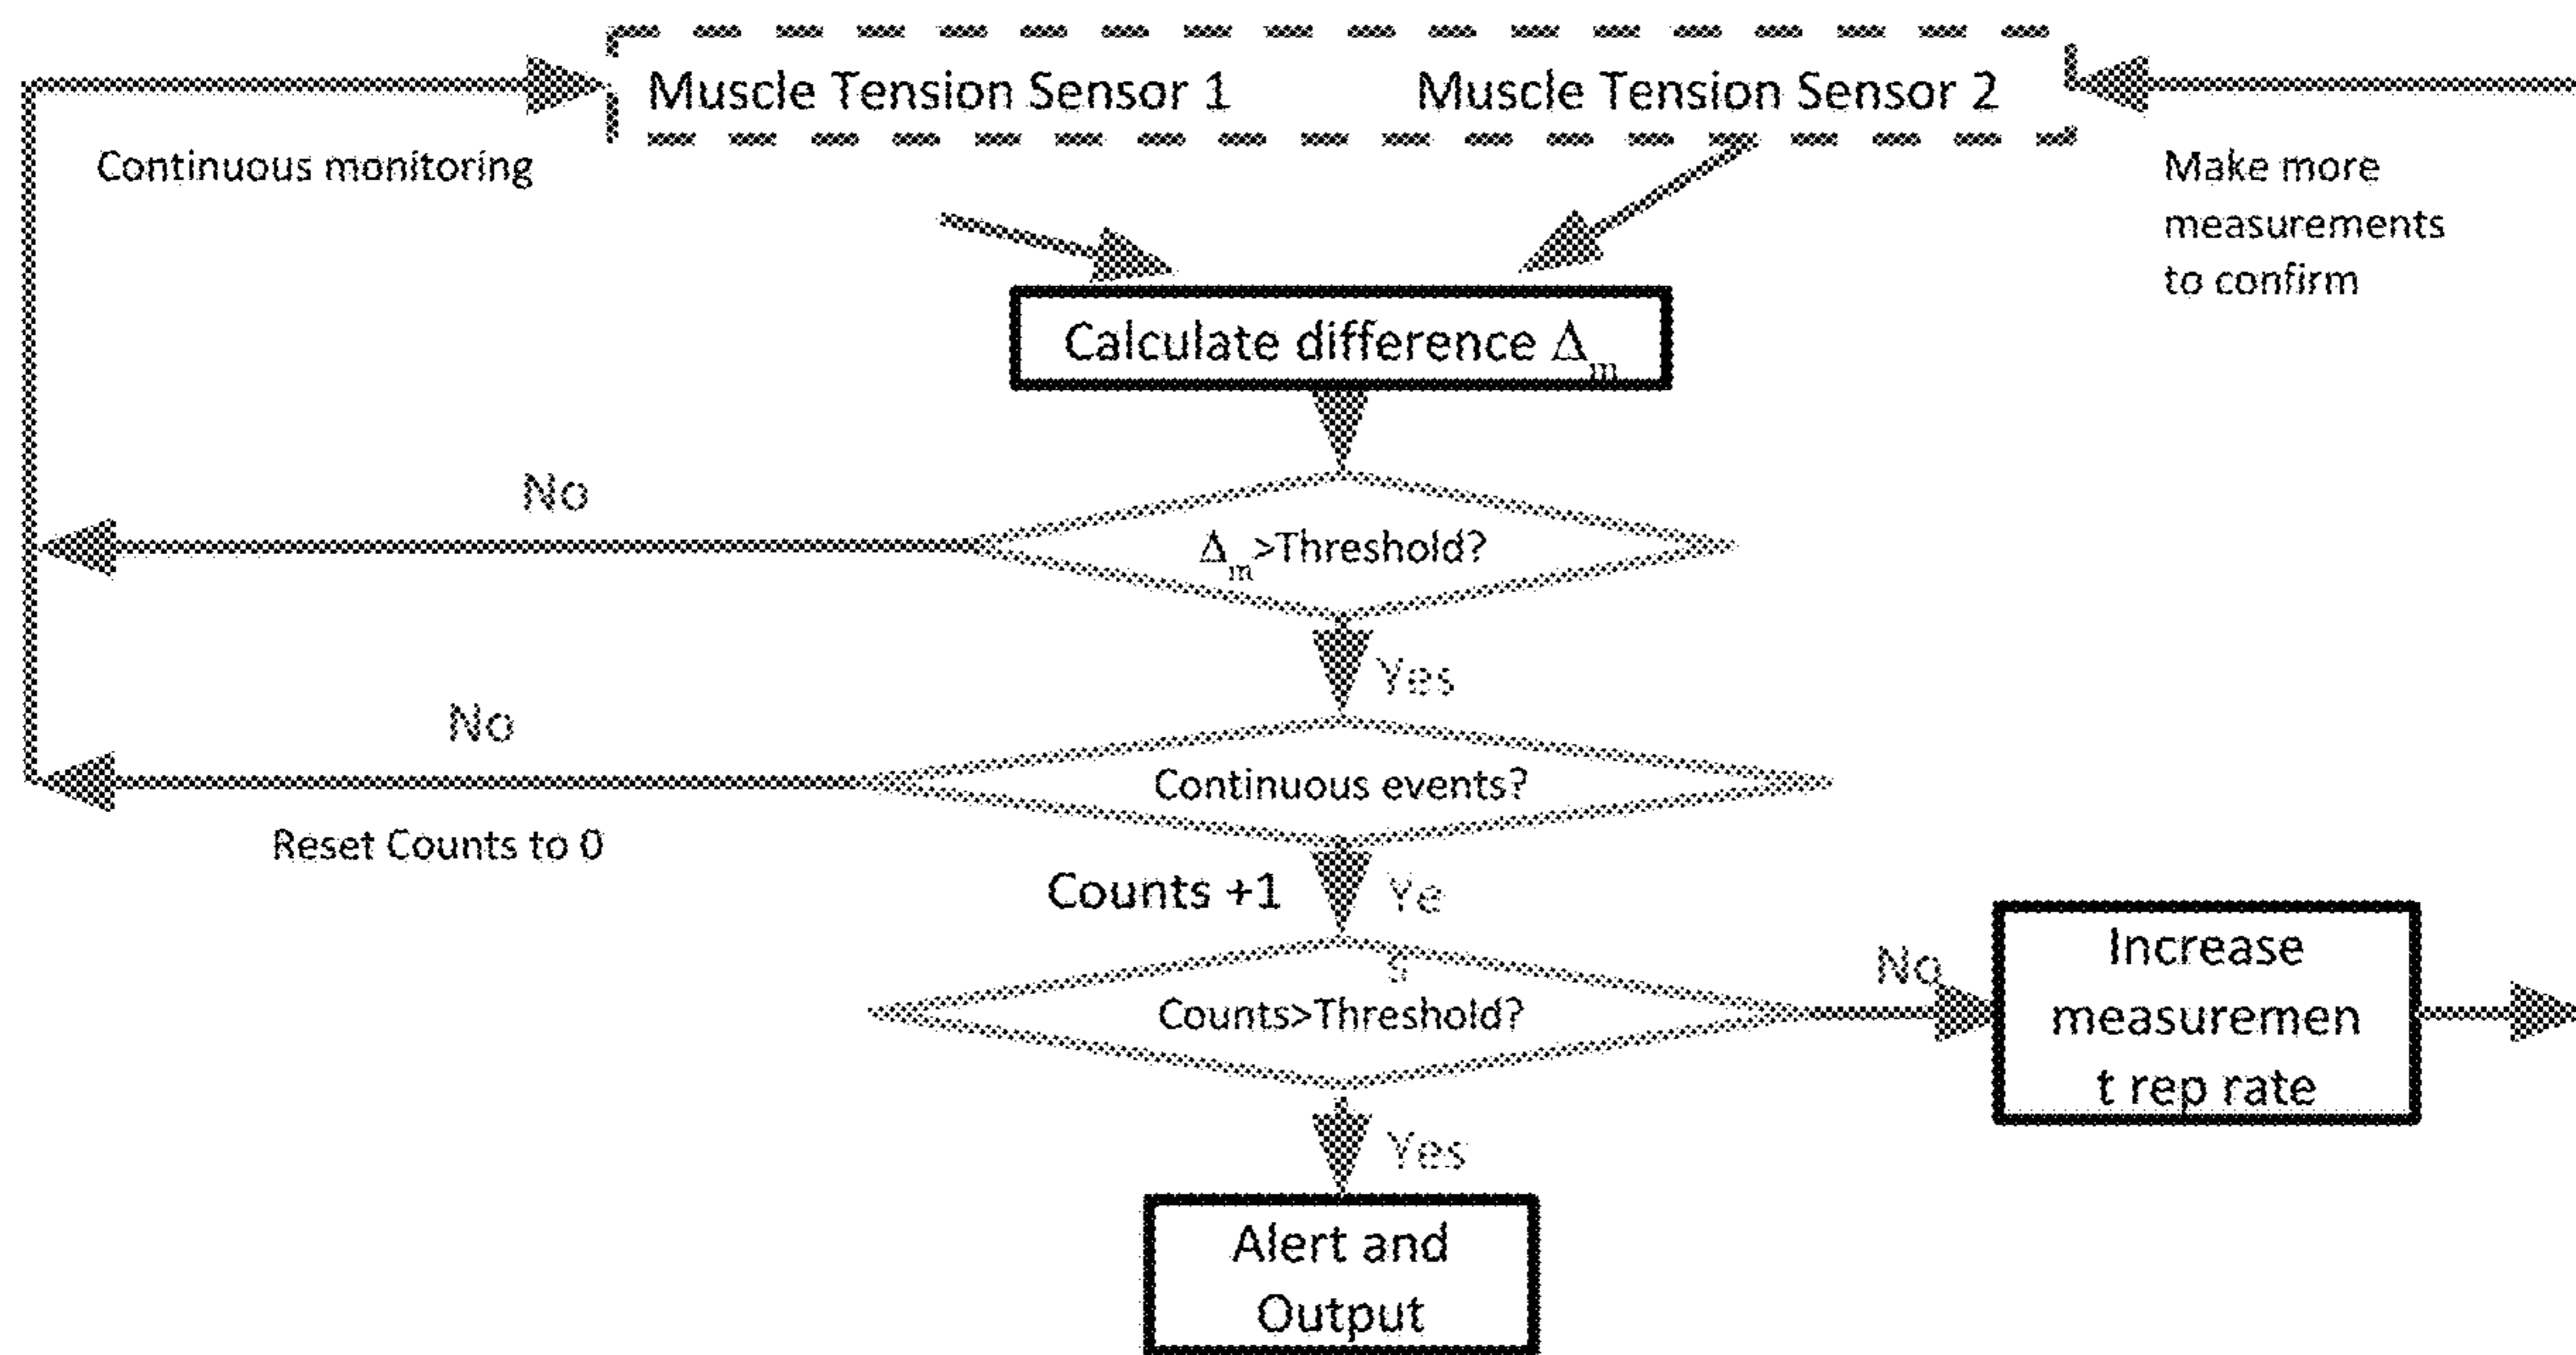 Muscle Tension Sensor 1
Muscle Tension Sensor 2
Continuous monitoring
Make more
measurements
to confirm
Calculate difference Δm
No
Δm>Threshold?
Yes
No
Continuous events?
Reset Counts to 0
Counts +1
Ye
s
Counts>Threshold?
No
Increase
measuremen
t rep rate
Yes
Alert and
Output